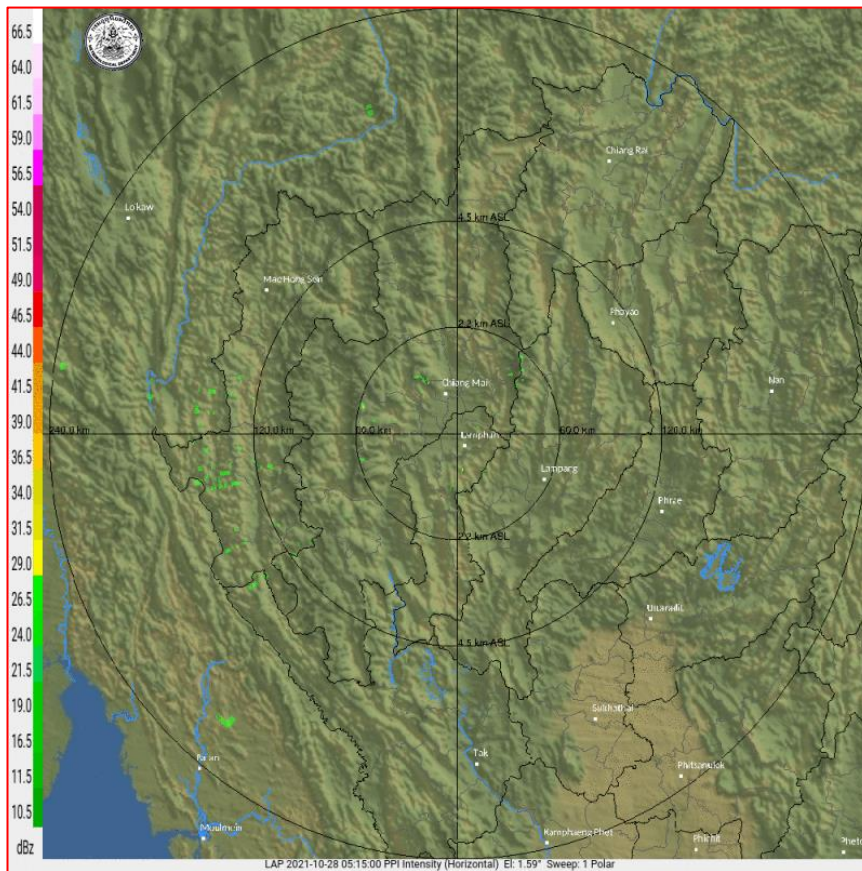 66.5
64.0
61.5
59.0
56.5
54.0
51.5
49.0
46.5
44.0
41.5
39.0
36.5
34.0
31.5
29.0
26.5
24.0
21.5
19.0
16.5
11.5
10.5
dBz
Chiang Rai
Loikaw
4.5 km ASL
Mae Hong Son
Phayao
2.2 km ASL
Chiang Mai
Nan
240.0 km
120.0 km
60.0 km
60.0 km
120.0 km
Lamphun
Lampang
Phrae
2.2 km ASL
Uttaradit
4.5 km ASL
Sukhothai
Tak
Pa'an
Phitsanulok
Moulmein
Kamphaeng Phet
Phichit
LAP 2021-10-28 05:15:00 PPI Intensity (Horizontal) El: 1.59° Sweep: 1 Polar